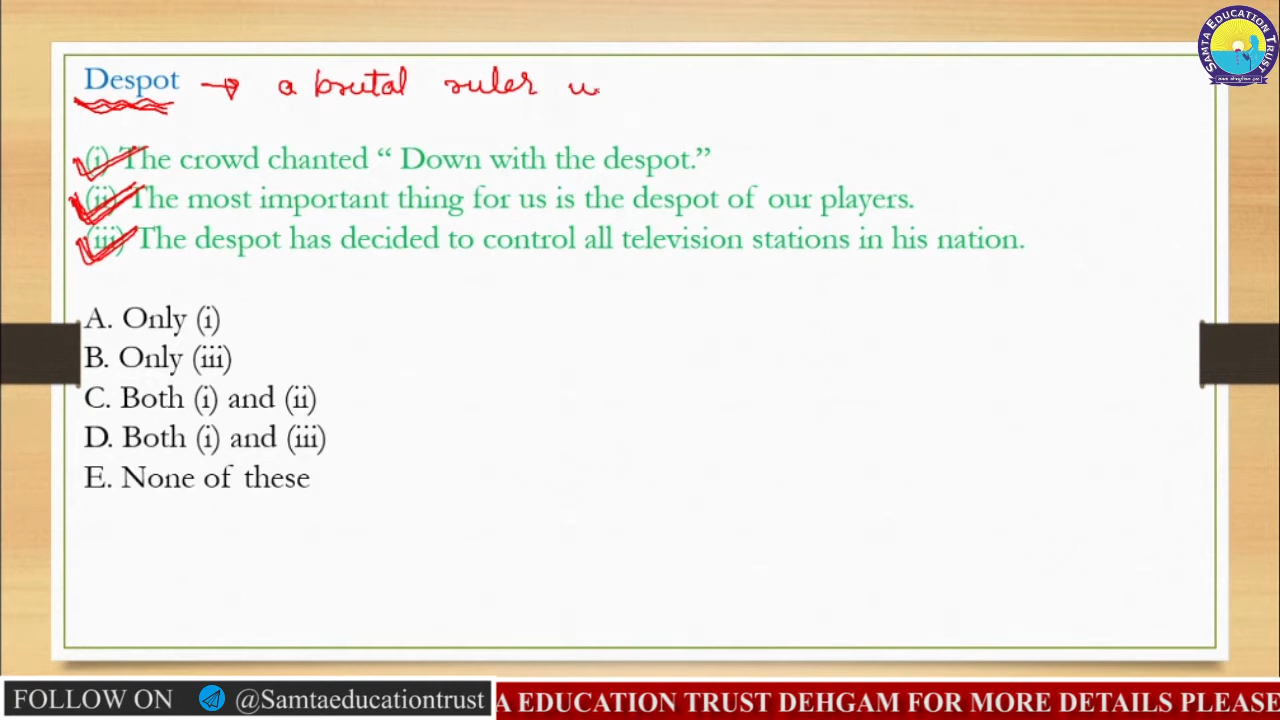 SAMTA EDUCATION TRUST
Despot → a brutal ruler w
(i) The crowd chanted “ Down with the despot.”
(ii) The most important thing for us is the despot of our players.
(iii) The despot has decided to control all television stations in his nation.
A. Only (i)
B. Only (iii)
C. Both (i) and (ii)
D. Both (i) and (iii)
E. None of these
FOLLOW ON @Samtaeducationtrust
A EDUCATION TRUST DEHGAM FOR MORE DETAILS PLEASE